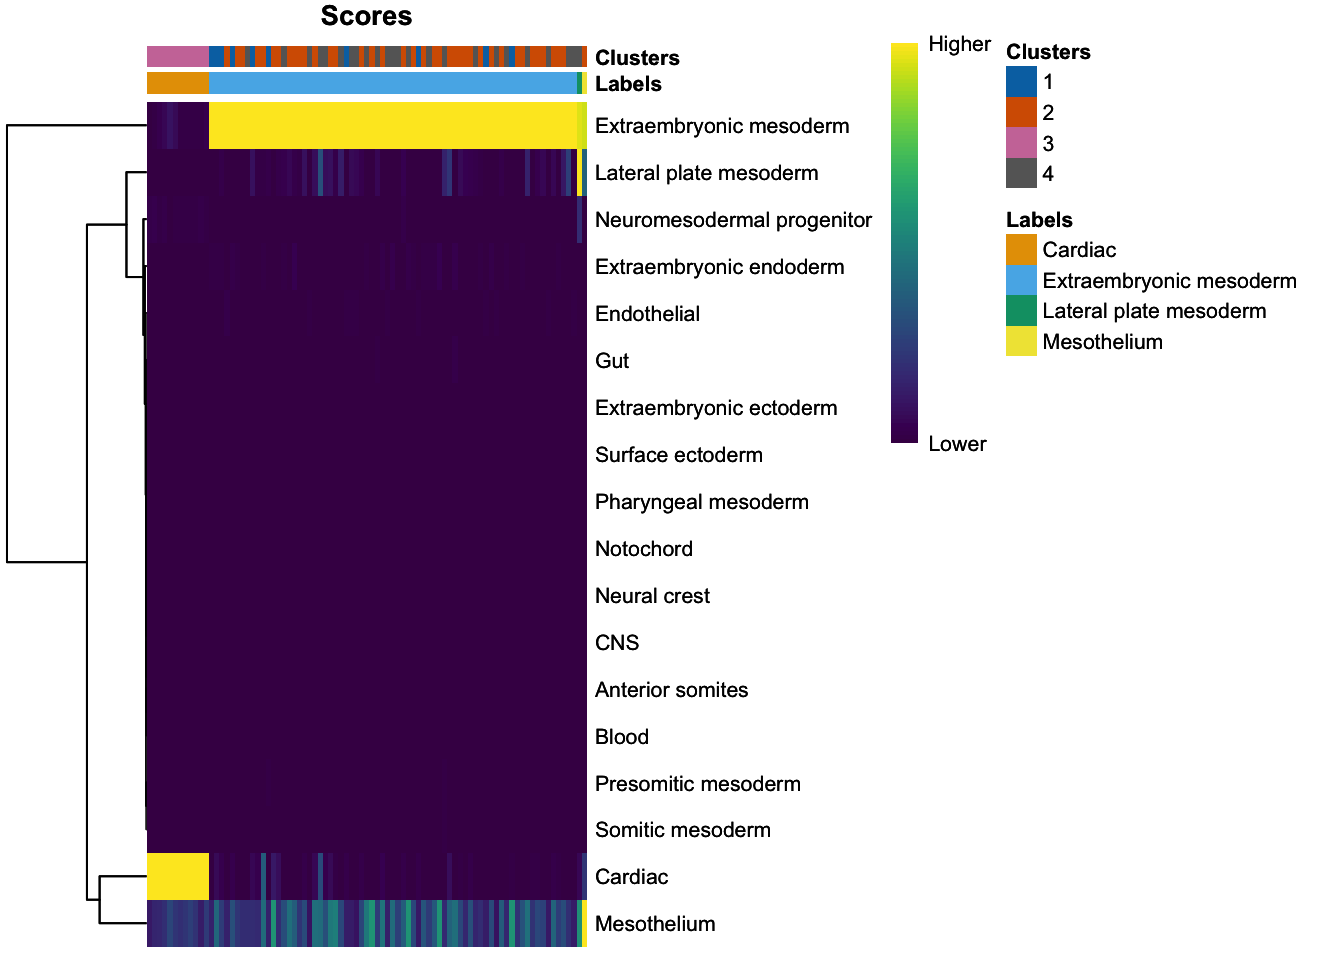 Scores
Clusters
Labels
Extraembryonic mesoderm
Lateral plate mesoderm
Neuromesodermal progenitor
Extraembryonic endoderm
Endothelial
Gut
Extraembryonic ectoderm
Surface ectoderm
Pharyngeal mesoderm
Notochord
Neural crest
CNS
Anterior somites
Blood
Presomitic mesoderm
Somitic mesoderm
Cardiac
Mesothelium
Higher
Lower
Clusters
1
2
3
4
Labels
Cardiac
Extraembryonic mesoderm
Lateral plate mesoderm
Mesothelium